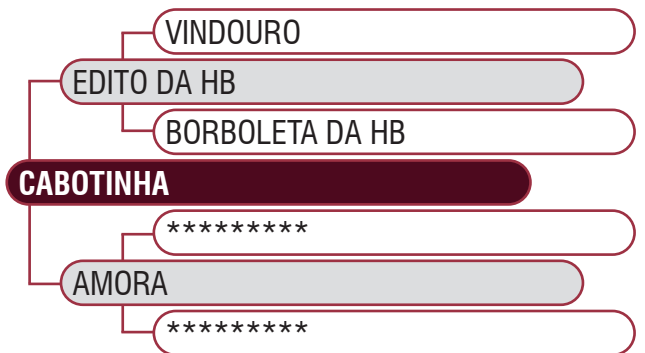 VINDOURO
EDITO DA HB
BORBOLETA DA HB
CABOTINHA
*********
AMORA
*********